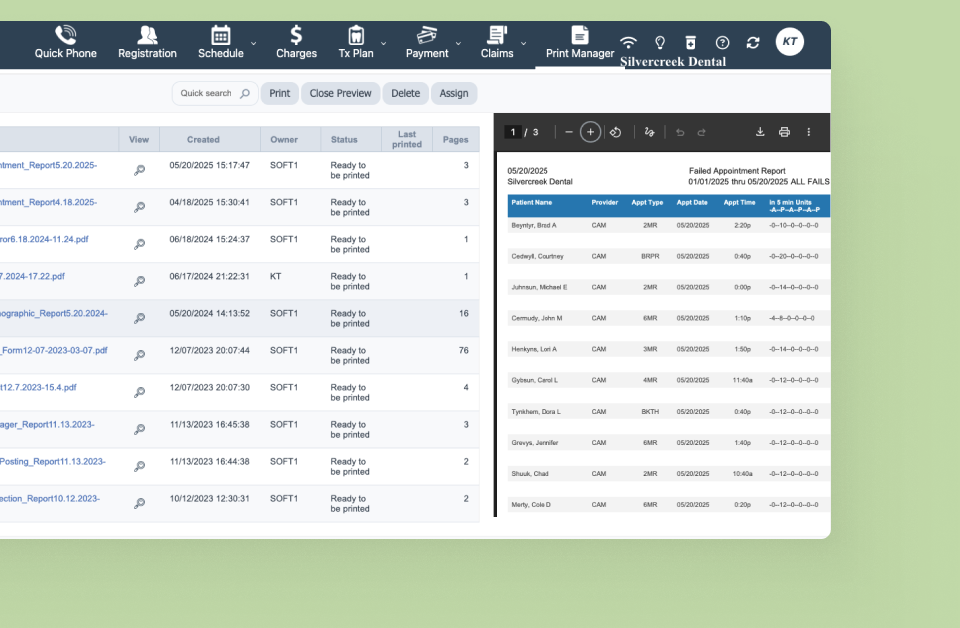 Quick Phone Registration Schedule Charges Tx Plan Payment Claims Print Manager KT
Silvercreek Dental
Quick search Print Close Preview Delete Assign
View Created Owner Status Last printed Pages
ntment_Report5.20.2025- 05/20/2025 15:17:47 SOFT1 Ready to be printed 3
ntment_Report4.18.2025- 04/18/2025 15:30:41 SOFT1 Ready to be printed 3
ror6.18.2024-11.24.pdf 06/18/2024 15:24:37 SOFT1 Ready to be printed 1
7.2024-17.22.pdf 06/17/2024 21:22:31 KT Ready to be printed 1
nographic_Report5.20.2024- 05/20/2024 14:13:52 SOFT1 Ready to be printed 16
_Form12-07-2023-03-07.pdf 12/07/2023 20:07:44 SOFT1 Ready to be printed 76
t12.7.2023-15.4.pdf 12/07/2023 20:07:30 SOFT1 Ready to be printed 4
ager_Report11.13.2023- 11/13/2023 16:45:38 SOFT1 Ready to be printed 3
Posting_Report11.13.2023- 11/13/2023 16:44:38 SOFT1 Ready to be printed 2
ection_Report10.12.2023- 10/12/2023 12:30:31 SOFT1 Ready to be printed 2
1 / 3
05/20/2025 Failed Appointment Report
Silvercreek Dental 01/01/2025 thru 05/20/2025 ALL FAILS
Patient Name Provider Appt Type Appt Date Appt Time in 5 min Units
-A--P--A--P--A--P
Beyntyr, Brad A CAM 2MR 05/20/2025 2:20p -0--10--0--0--0--0
Cedwyll, Courtney CAM BRPR 05/20/2025 0:40p -0--20--0--0--0--0
Juhnsun, Michael E CAM 2MR 05/20/2025 0:00p -0--14--0--0--0--0
Cermudy, John M CAM 6MR 05/20/2025 1:10p -4--8--0--0--0--0
Henkyns, Lori A CAM 3MR 05/20/2025 1:50p -0--14--0--0--0--0
Gybsun, Carol L CAM 4MR 05/20/2025 11:40a -0--12--0--0--0--0
Tynkhem, Dora L CAM BKTH 05/20/2025 0:40p -0--12--0--0--0--0
Grevys, Jennifer CAM 6MR 05/20/2025 1:40p -0--12--0--0--0--0
Shuuk, Chad CAM 2MR 05/20/2025 10:40a -0--12--0--0--0--0
Merty, Cole D CAM 6MR 05/20/2025 0:20p -0--12--0--0--0--0